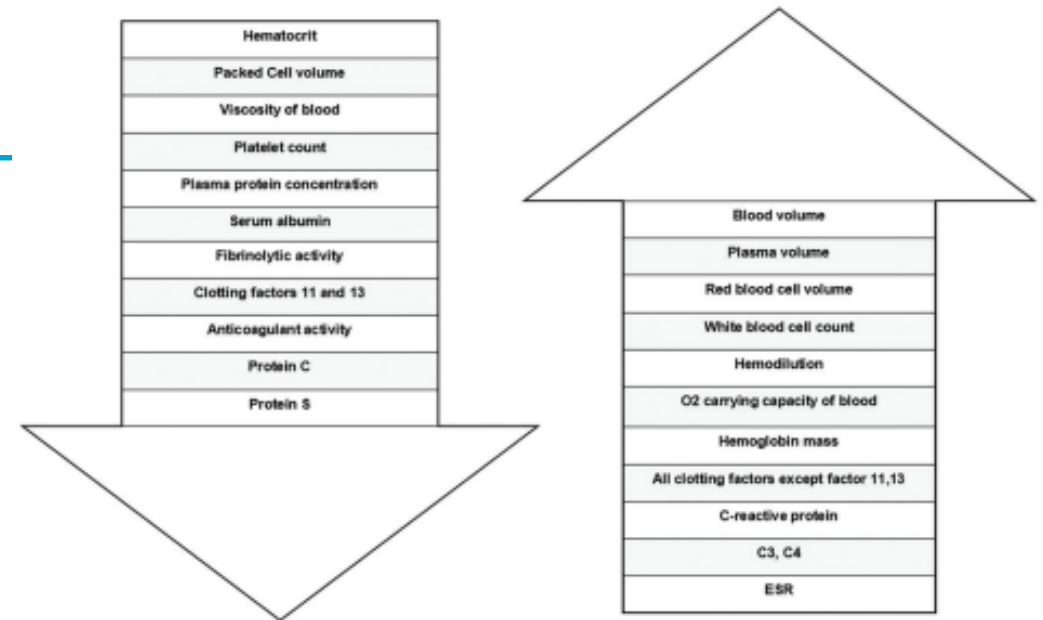 Hematocrit
Packed Cell volume
Viscosity of blood
Platelet count
Plasma protein concentration
Serum albumin
Fibrinolytic activity
Clotting factors 11 and 13
Anticoagulant activity
Protein C
Protein S
Blood volume
Plasma volume
Red blood cell volume
White blood cell count
Hemodilution
O2 carrying capacity of blood
Hemoglobin mass
All clotting factors except factor 11,13
C-reactive protein
C3, C4
ESR